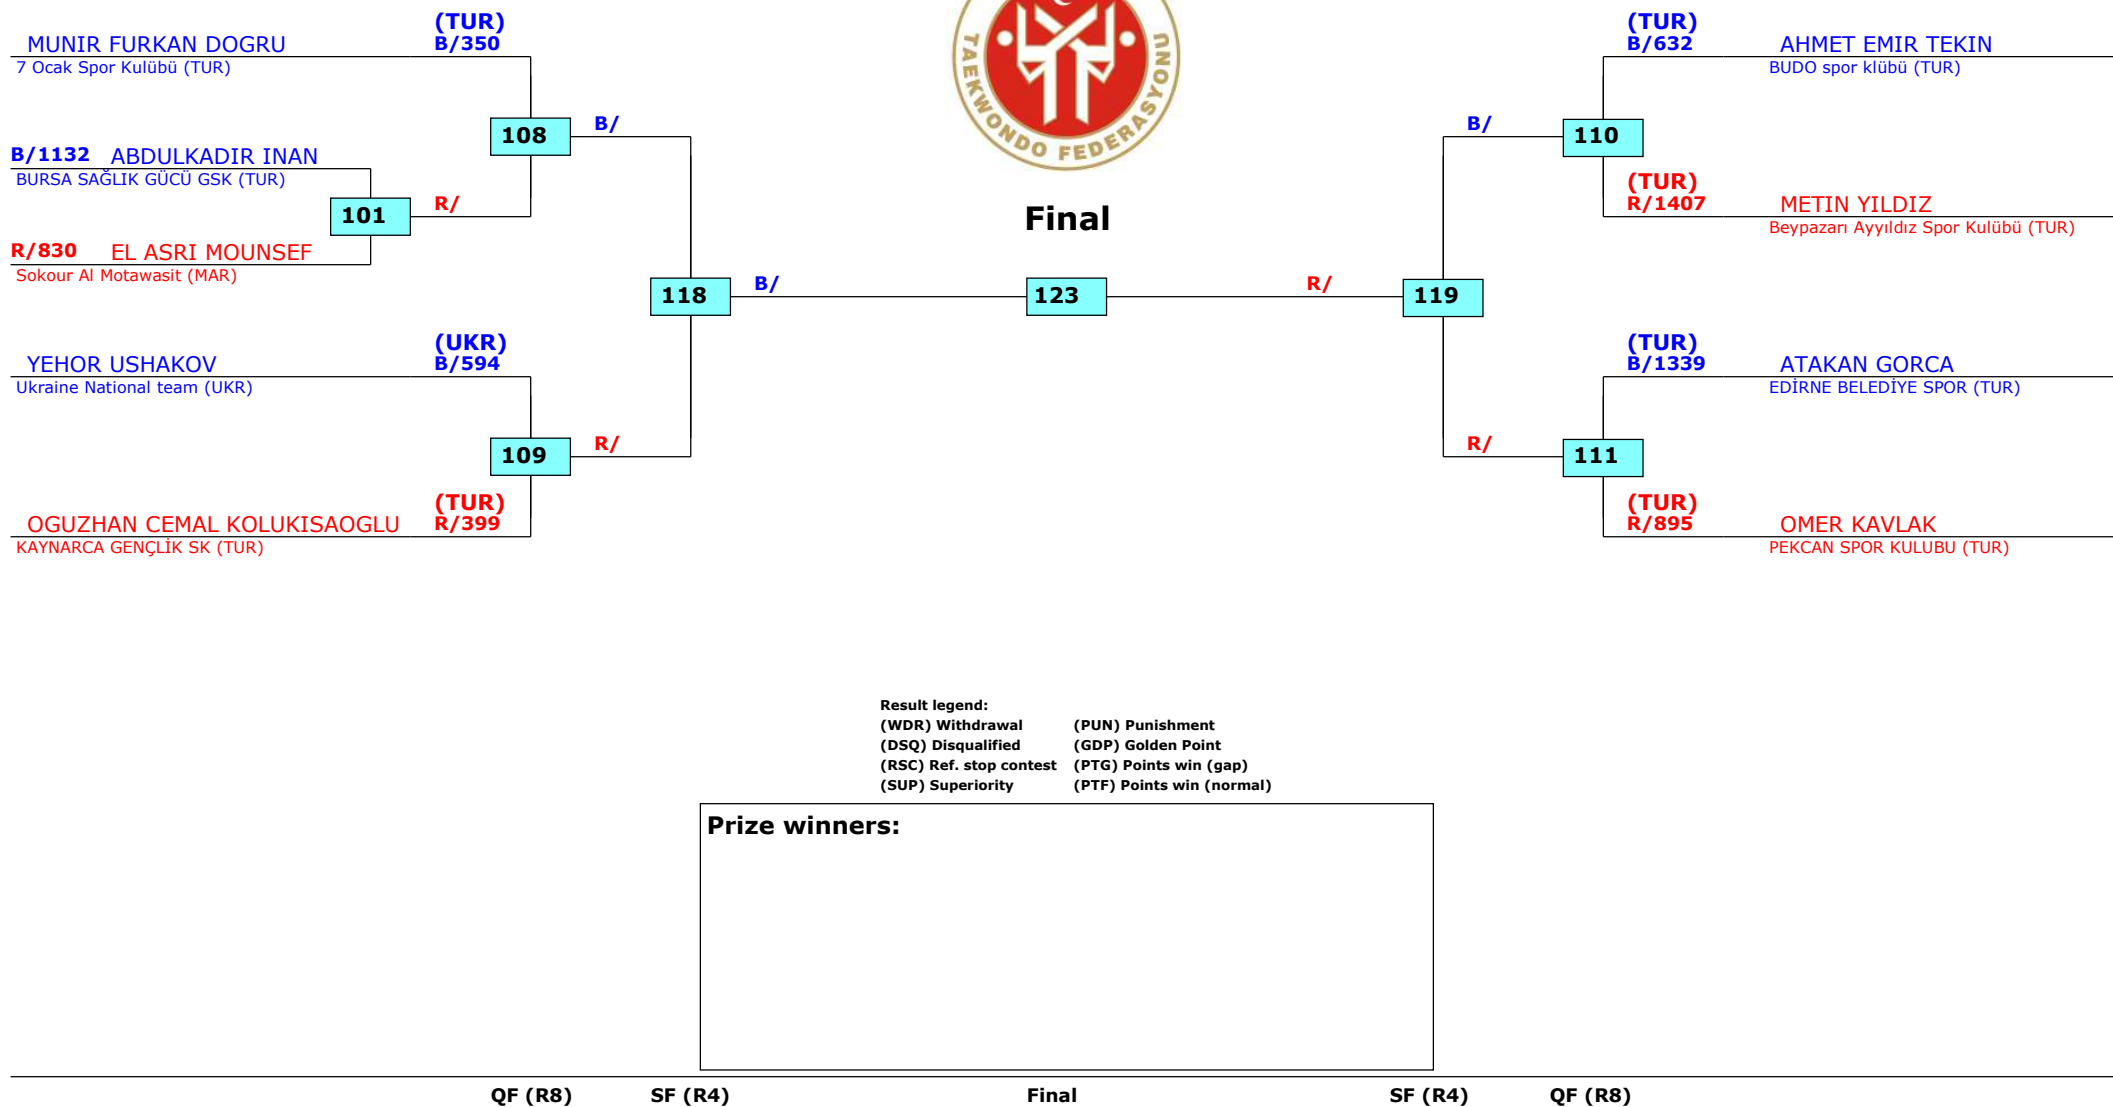 (TUR)
MUNIR FURKAN DOGRU B/350
7 Ocak Spor Kulübü (TUR)
108
B/
B/1132 ABDULKADIR INAN
BURSA SAĞLIK GÜCÜ GSK (TUR)
101
R/
R/830 EL ASRI MOUNSEF
Sokour Al Motawasit (MAR)
118
B/
(UKR)
YEHOR USHAKOV B/594
Ukraine National team (UKR)
109
R/
(TUR)
OGUZHAN CEMAL KOLUKISAOGLU R/399
KAYNARCA GENÇLİK SK (TUR)
TAEKWONDO FEDERASYONU
Final
123
(TUR)
B/632 AHMET EMIR TEKIN
BUDO spor klübü (TUR)
B/
110
(TUR)
R/1407 METIN YILDIZ
Beypazarı Ayyıldız Spor Kulübü (TUR)
R/
119
(TUR)
B/1339 ATAKAN GORCA
EDİRNE BELEDİYE SPOR (TUR)
R/
111
(TUR)
R/895 OMER KAVLAK
PEKCAN SPOR KULUBU (TUR)
Result legend:
(WDR) Withdrawal (PUN) Punishment
(DSQ) Disqualified (GDP) Golden Point
(RSC) Ref. stop contest (PTG) Points win (gap)
(SUP) Superiority (PTF) Points win (normal)
Prize winners:
QF (R8) SF (R4) Final SF (R4) QF (R8)